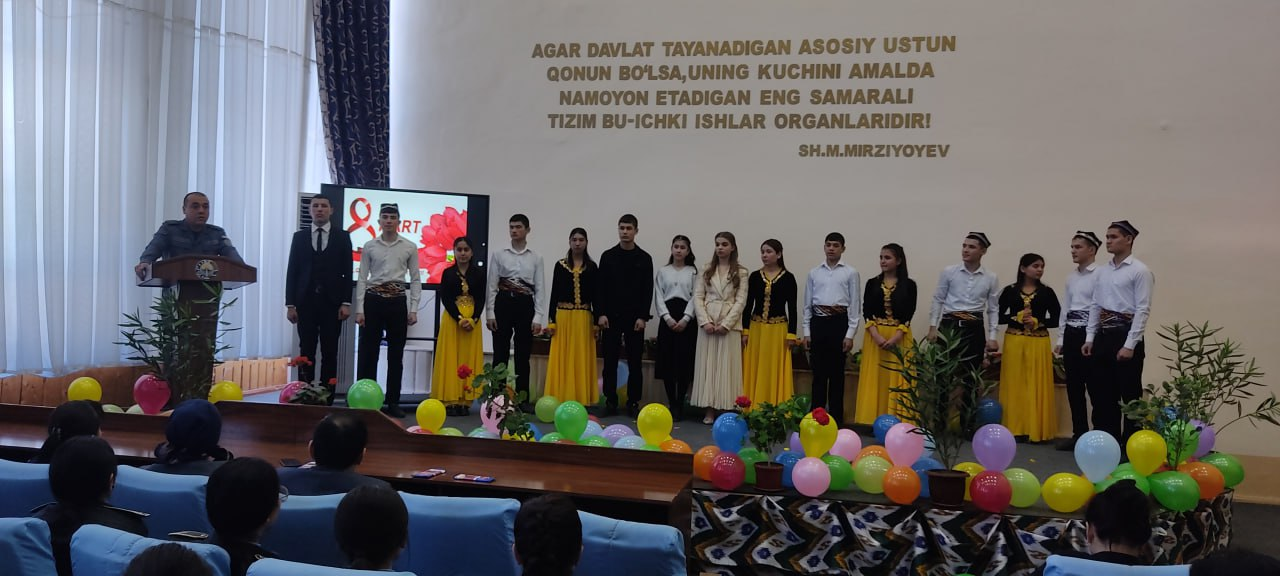 AGAR DAVLAT TAYANADIGAN ASOSIY USTUN
QONUN BO‘LSA,UNING KUCHINI AMALDA
NAMOYON ETADIGAN ENG SAMARALI
TIZIM BU-ICHKI ISHLAR ORGANLARIDIR!
SH.M.MIRZIYOYEV
8